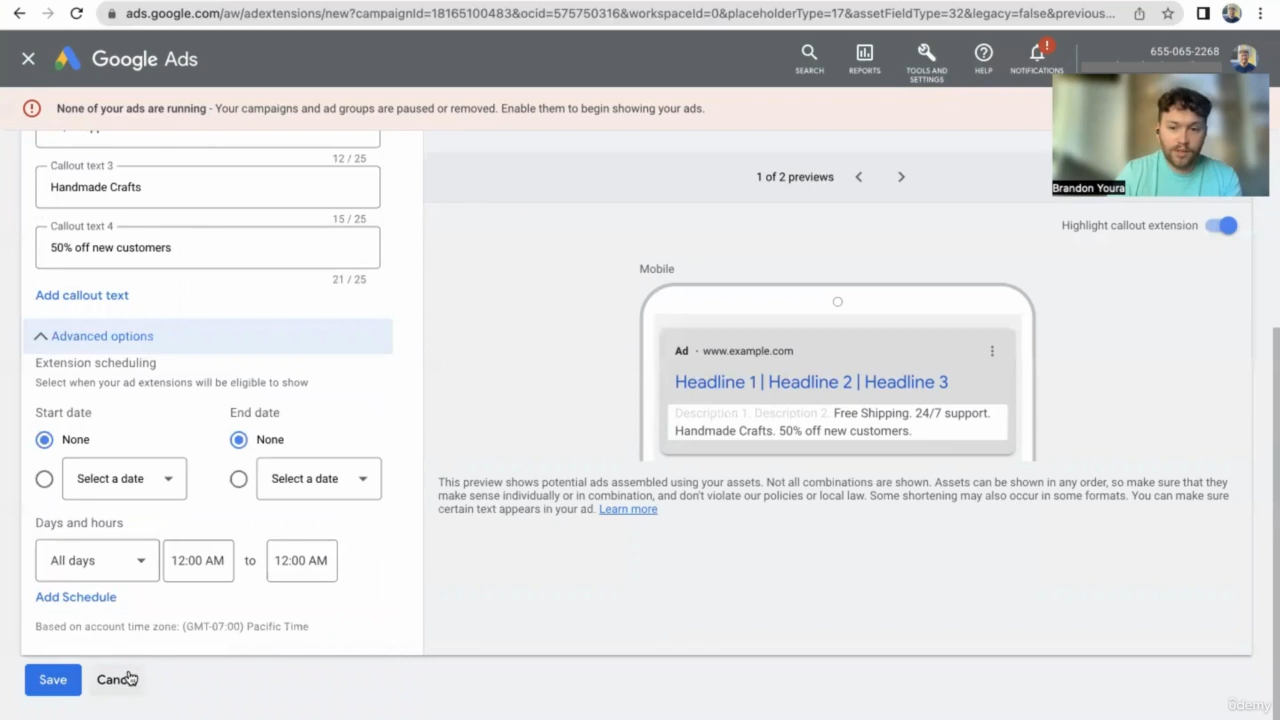 ads.google.com/aw/adextensions/new?campaignId=18165100483&ocid=575750316&workspaceId=0&placeholderType=17&assetFieldType=32&legacy=false&previous...
Google Ads
SEARCH
REPORTS
TOOLS AND
SETTINGS
HELP
!
NOTIFICATIONS
655-065-2268
None of your ads are running - Your campaigns and ad groups are paused or removed. Enable them to begin showing your ads.
Brandon Youra
12 / 25
Callout text 3
Handmade Crafts
15 / 25
Callout text 4
50% off new customers
21 / 25
Add callout text
Advanced options
Extension scheduling
Select when your ad extensions will be eligible to show
Start date
End date
None
None
Select a date
Select a date
Days and hours
All days
12:00 AM
to
12:00 AM
Add Schedule
Based on account time zone: (GMT-07:00) Pacific Time
Save
1 of 2 previews
Highlight callout extension
Mobile
Ad · www.example.com
Headline 1 | Headline 2 | Headline 3
Description 1. Description 2. Free Shipping. 24/7 support.
Handmade Crafts. 50% off new customers.
This preview shows potential ads assembled using your assets. Not all combinations are shown. Assets can be shown in any order, so make sure that they
make sense individually or in combination, and don't violate our policies or local law. Some shortening may also occur in some formats. You can make sure
certain text appears in your ad. Learn more
ûdemy